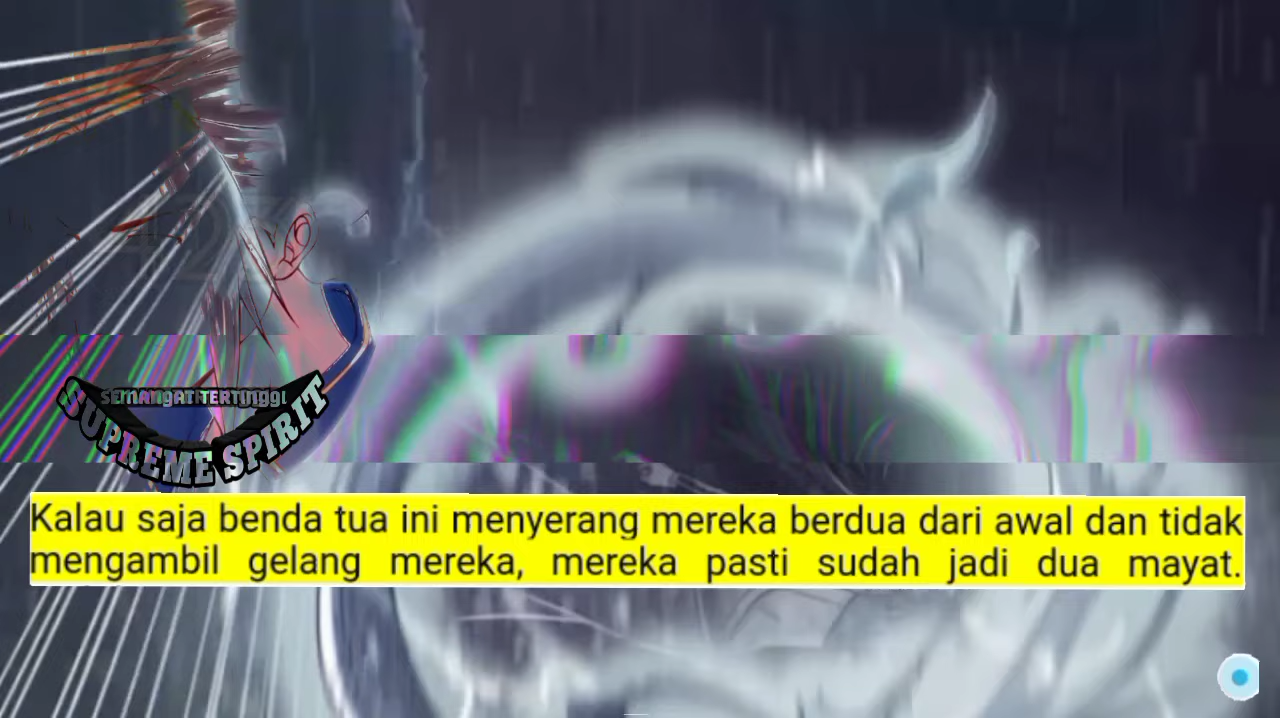 SEMANGAT TERTINGGI
SUPREME SPIRIT
Kalau saja benda tua ini menyerang mereka berdua dari awal dan tidak
mengambil gelang mereka, mereka pasti sudah jadi dua mayat.